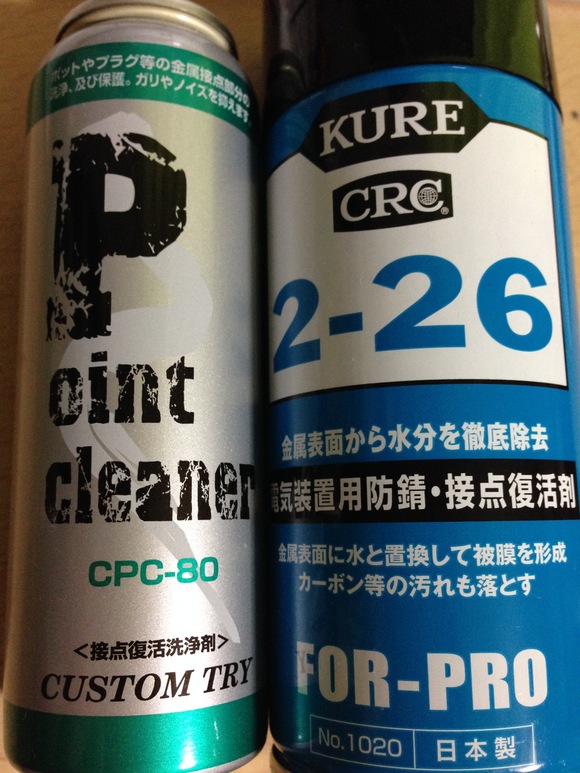 ポットやプラグ等の金属接点部分の
洗浄、及び保護。ガリやノイズを抑えます
Point
cleaner
CPC-80
<接点復活洗浄剤>
CUSTOM TRY
KURE
CRC®
2-26
金属表面から水分を徹底除去
電気装置用防錆・接点復活剤
金属表面に水と置換して被膜を形成
カーボン等の汚れも落とす
FOR-PRO
No.1020 日本製